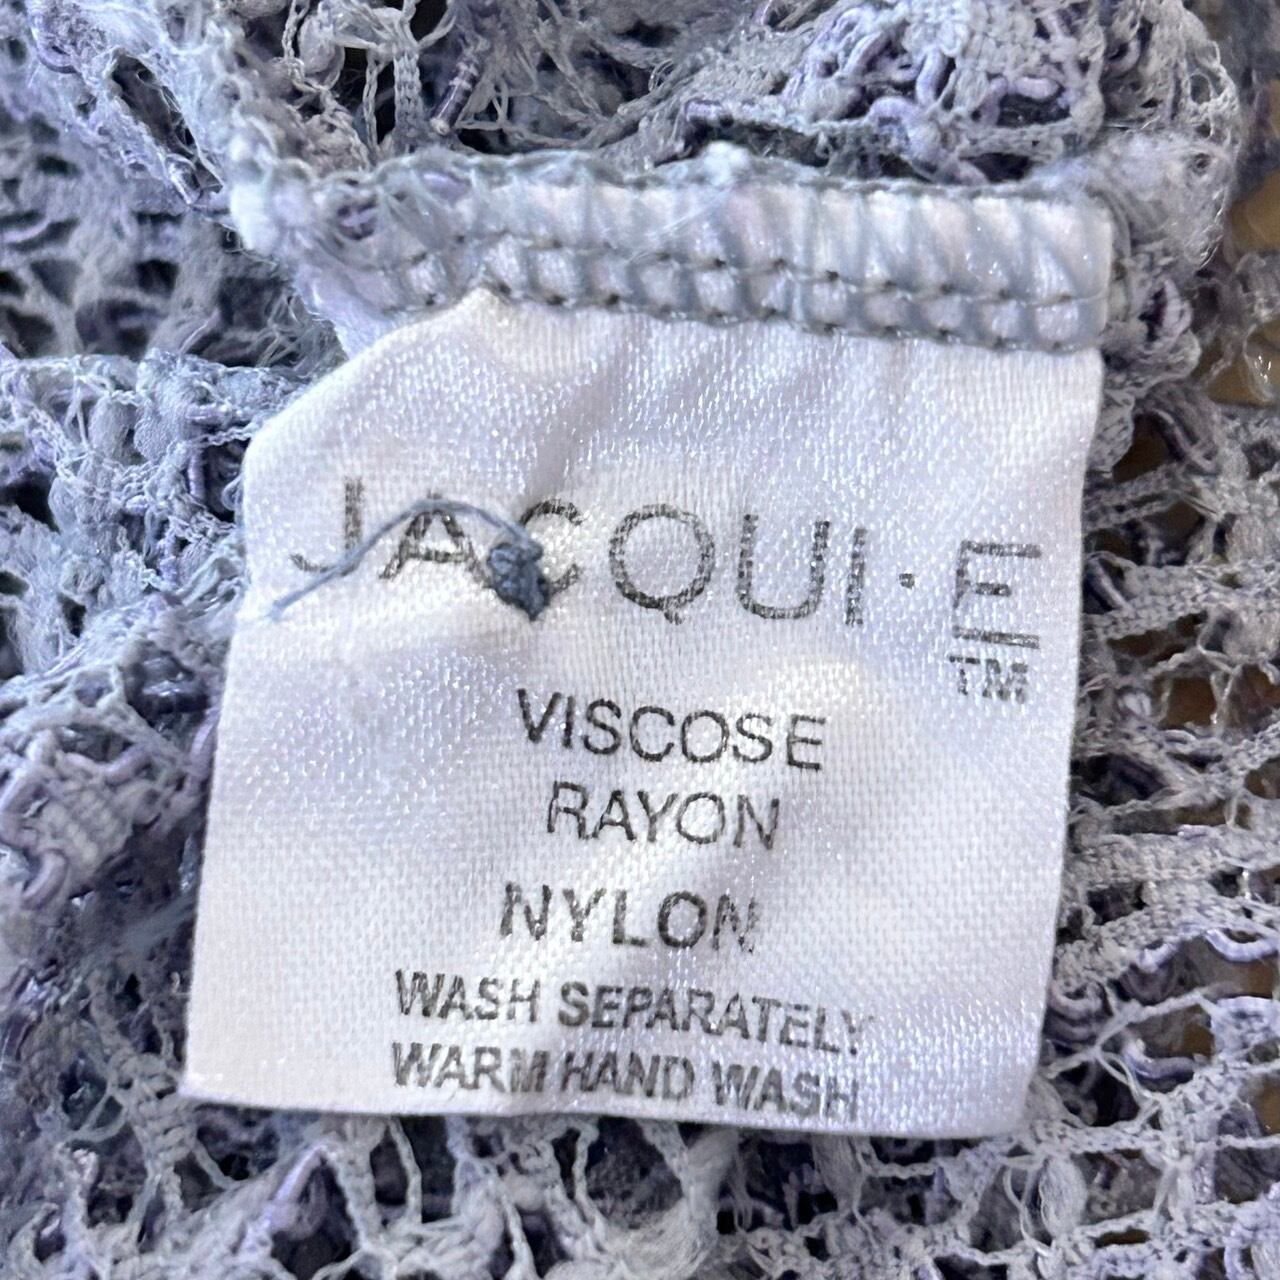 JACQUI·E
TM
VISCOSE
RAYON
NYLON
WASH SEPARATELY
WARM HAND WASH